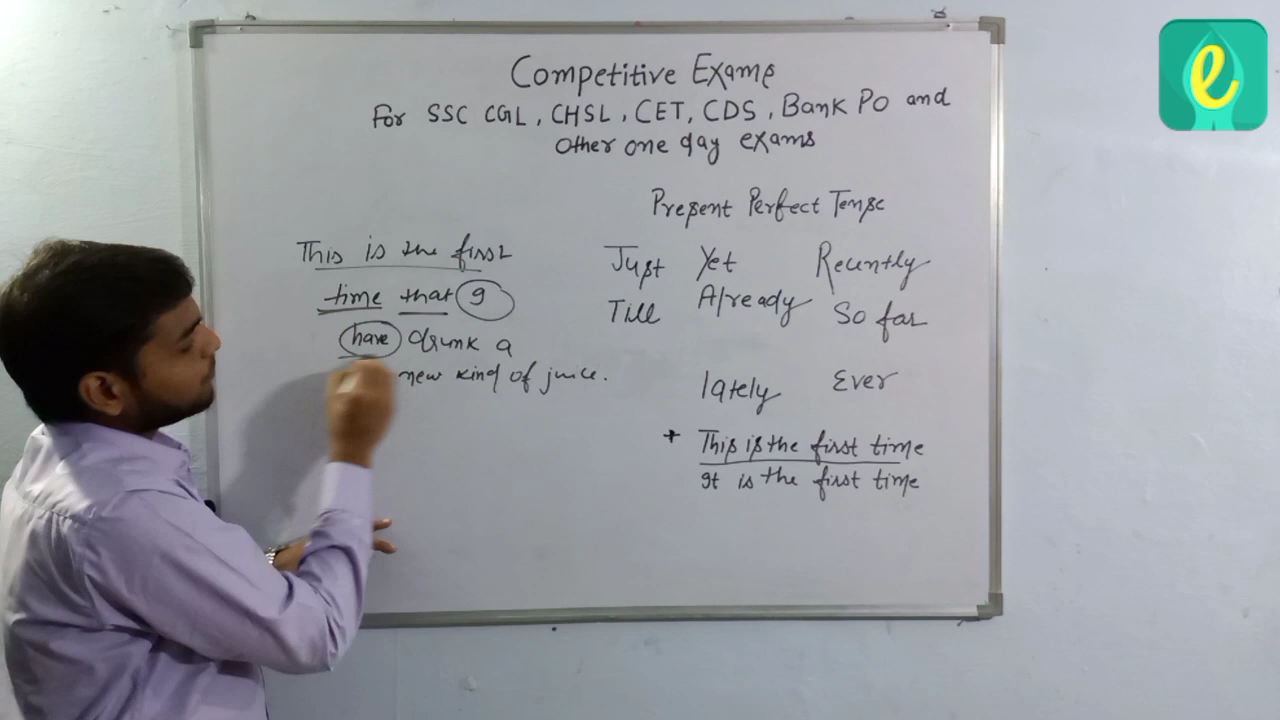 Competitive Exams
For SSC CGL, CHSL, CET, CDS, Bank PO and
Other one day exams
Present Perfect Tense
This is the first
time that I
have drunk a
new kind of juice.
Just Yet Recently
Till Already So far
lately Ever
+ This is the first time
It is the first time
e